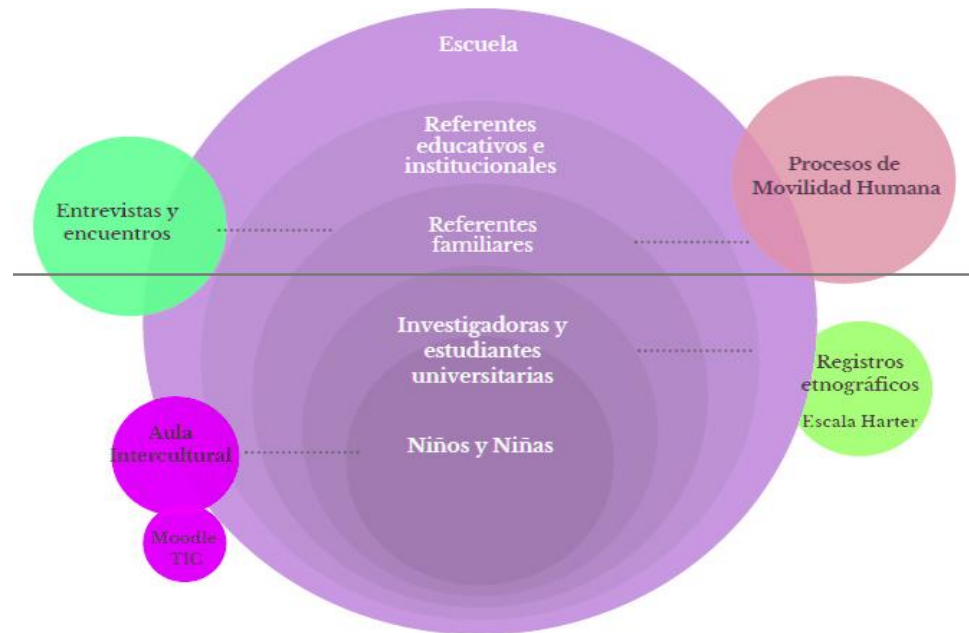 Escuela
Referentes
educativos e
institucionales
Procesos de
Movilidad Humana
Entrevistas y
encuentros
Referentes
familiares
Investigadoras y
estudiantes
universitarias
Registros
etnográficos
Escala Harter
Aula
Intercultural
Niños y Niñas
Moodle
TIC